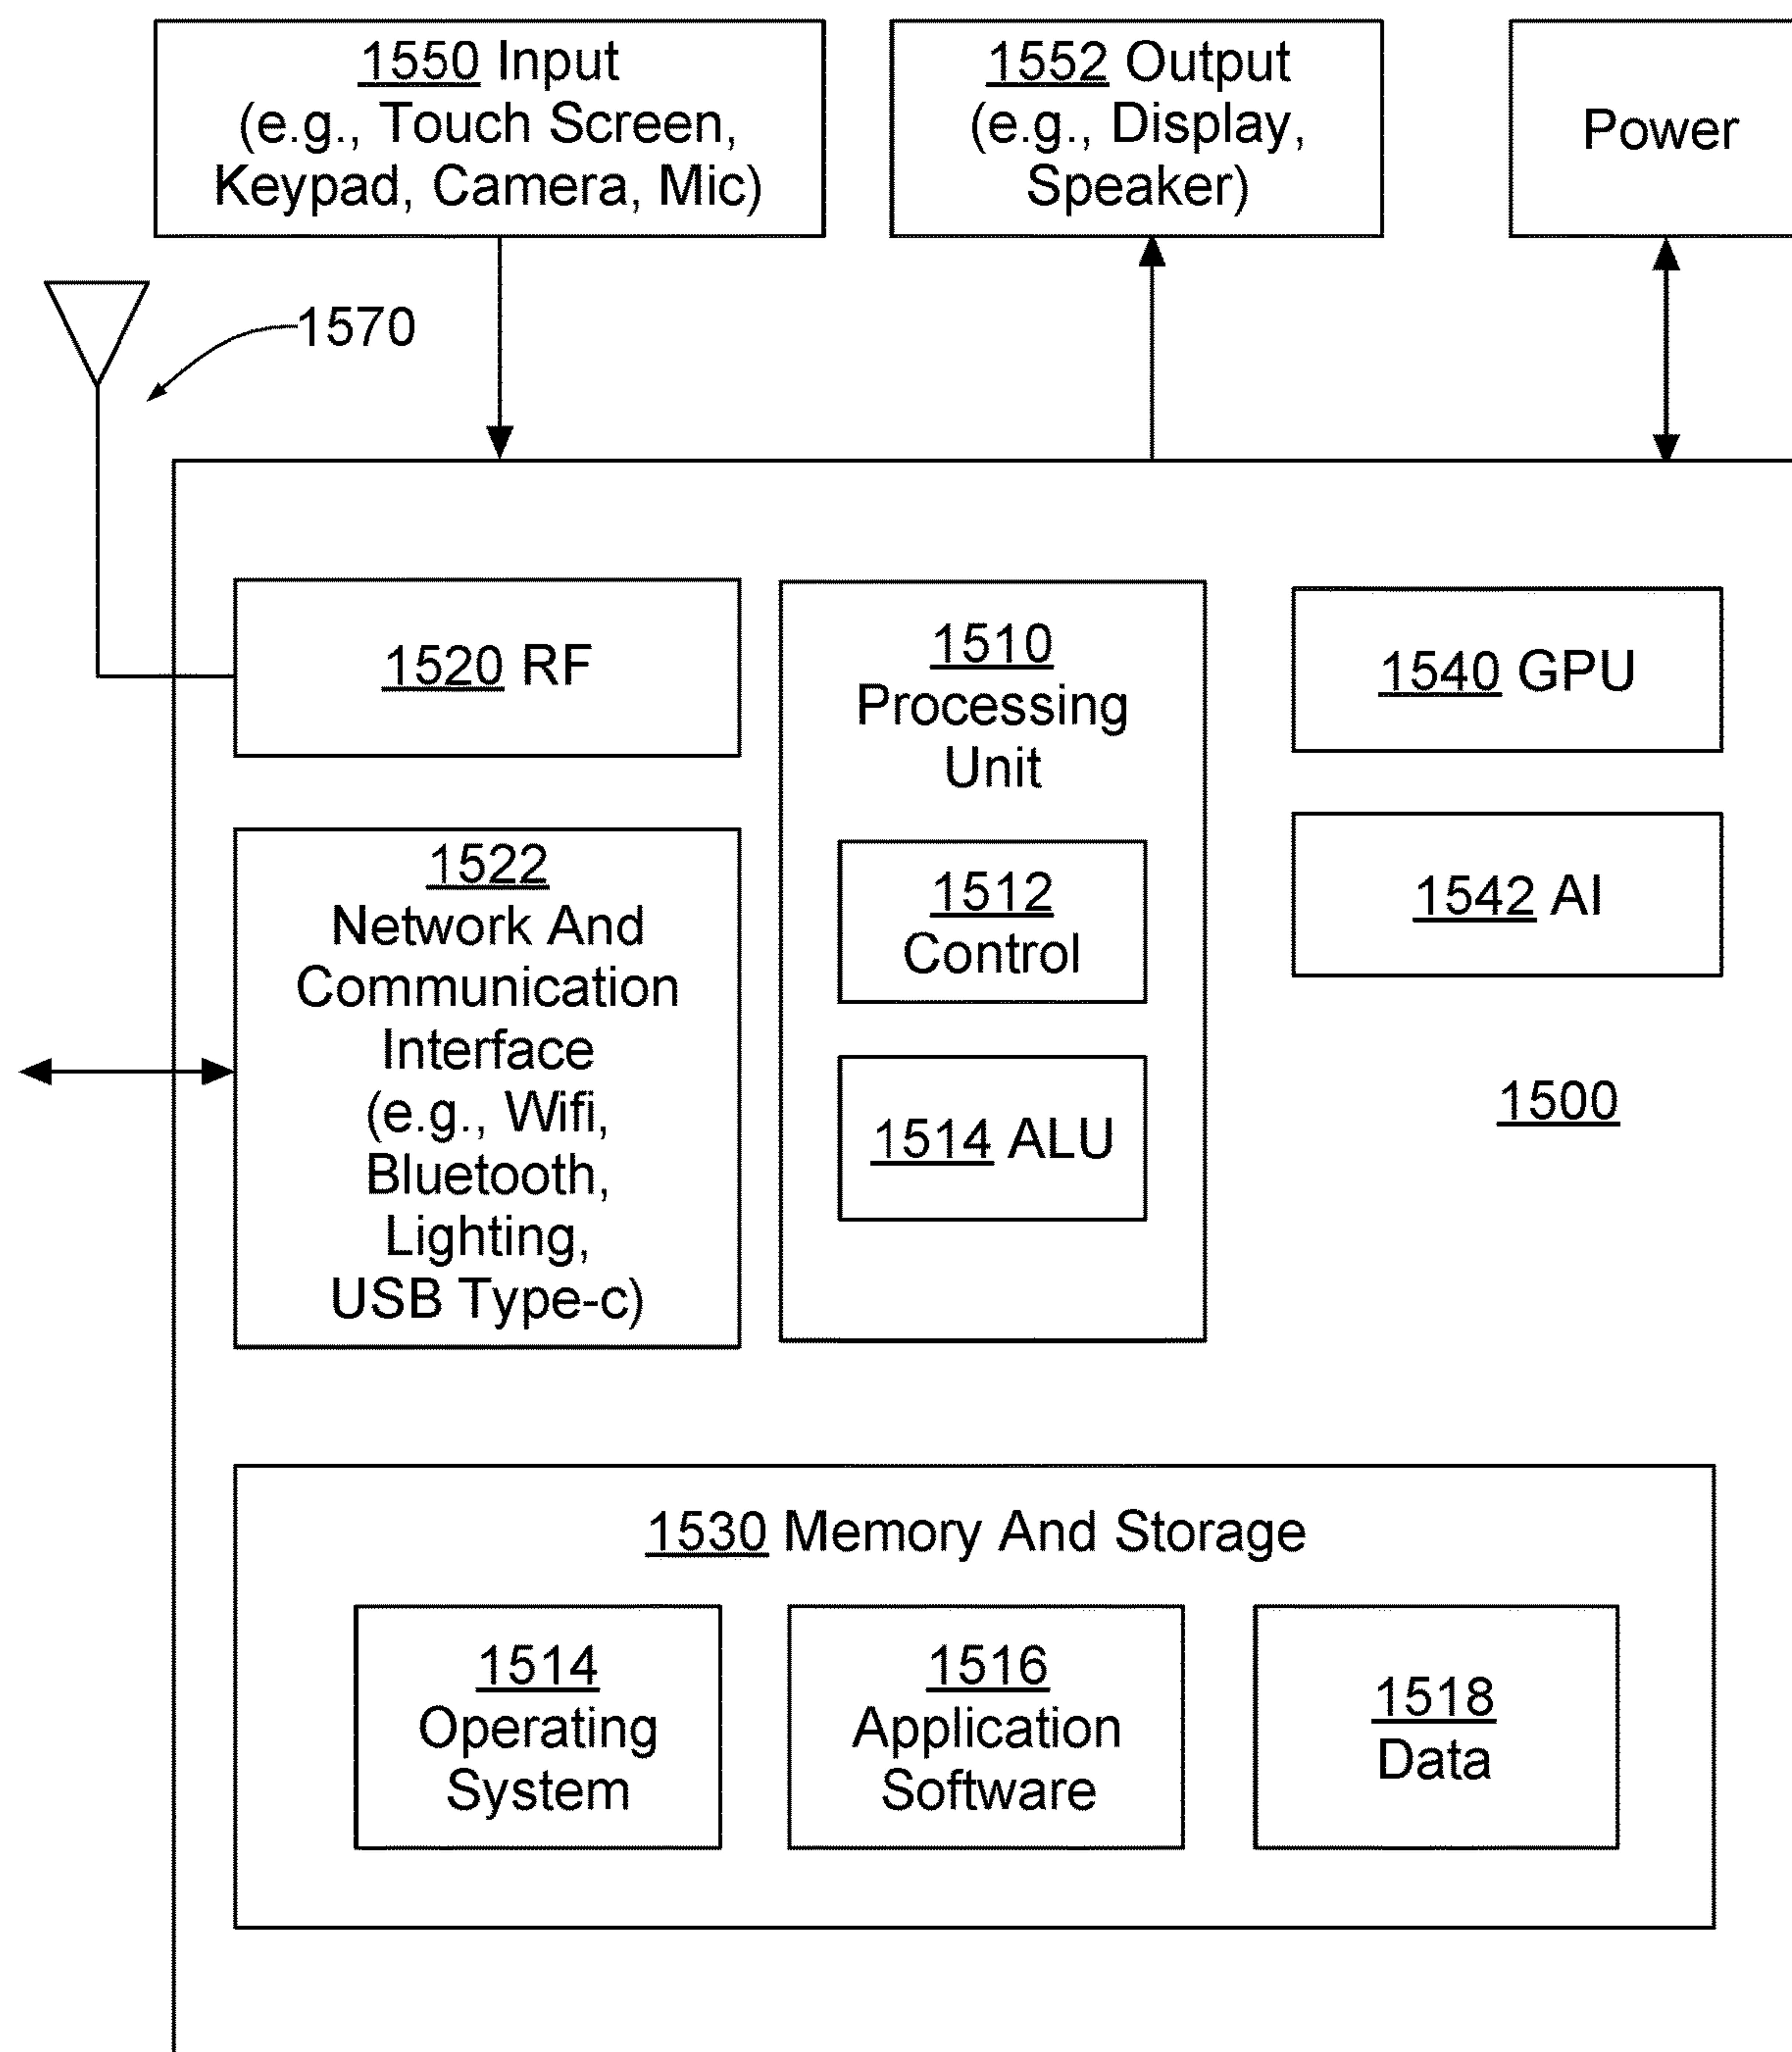 1550 Input
(e.g., Touch Screen,
Keypad, Camera, Mic)
1552 Output
(e.g., Display,
Speaker)
Power
1570
1520 RF
1510
Processing
Unit
1540 GPU
1522
Network And
Communication
Interface
(e.g., Wifi,
Bluetooth,
Lighting,
USB Type-c)
1512
Control
1542 AI
1514 ALU
1500
1530 Memory And Storage
1514
Operating
System
1516
Application
Software
1518
Data